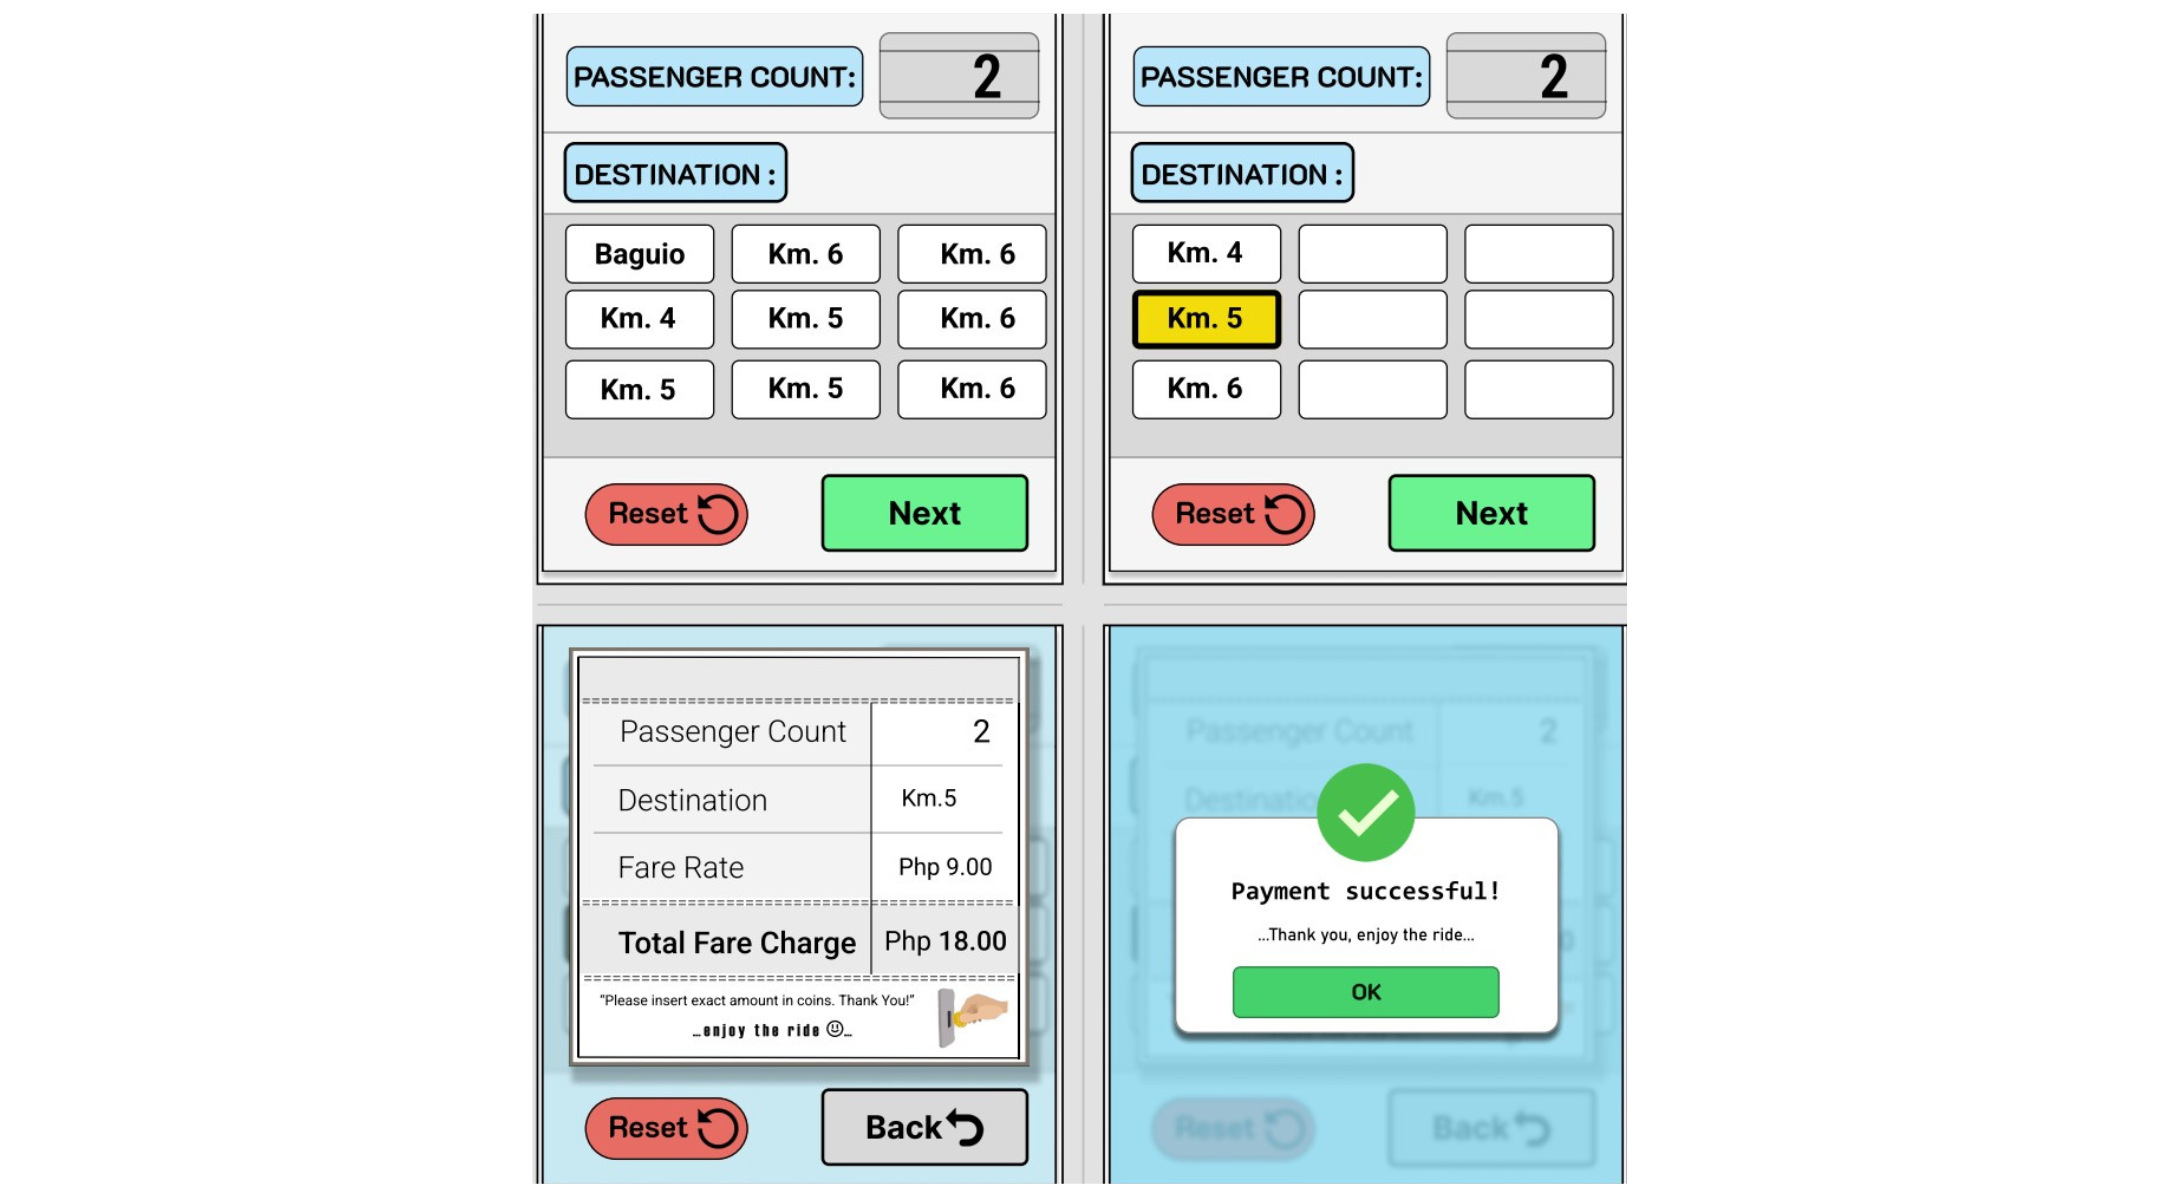 PASSENGER COUNT: 2
DESTINATION :
Baguio Km. 6 Km. 6
Km. 4 Km. 5 Km. 6
Km. 5 Km. 5 Km. 6
Reset Next
PASSENGER COUNT: 2
DESTINATION :
Km. 4
Km. 5
Km. 6
Reset Next
Passenger Count 2
Destination Km.5
Fare Rate Php 9.00
Total Fare Charge Php 18.00
"Please insert exact amount in coins. Thank You!"
...enjoy the ride ☺...
Reset Back
Passenger Count 2
Destination Km.5
Payment successful!
...Thank you, enjoy the ride...
OK
Reset Back